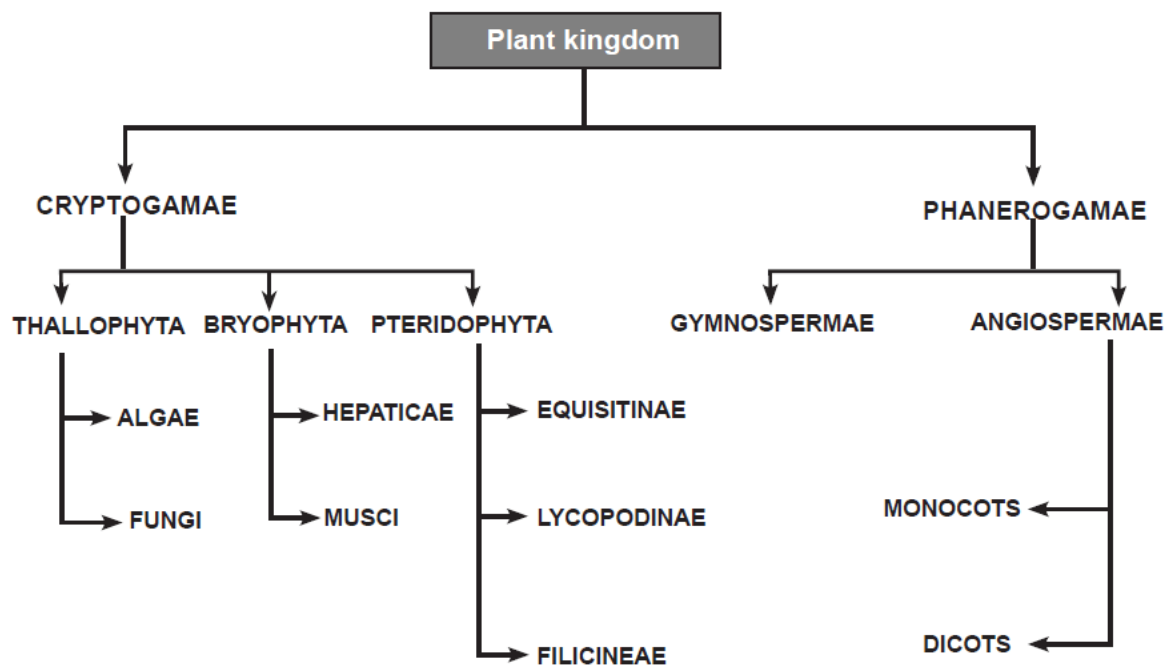 Plant kingdom
CRYPTOGAMAE
PHANEROGAMAE
THALLOPHYTA
BRYOPHYTA
PTERIDOPHYTA
GYMNOSPERMAE
ANGIOSPERMAE
ALGAE
HEPATICAE
EQUISITINAE
FUNGI
MUSCI
LYCOPODINAE
MONOCOTS
FILICINEAE
DICOTS